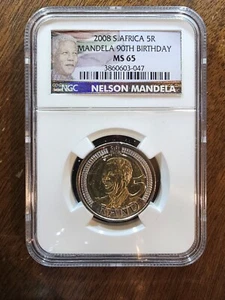 2008 S.AFRICA 5R
MANDELA 90TH BIRTHDAY
MS 65
3860603-047
NGC NELSON MANDELA